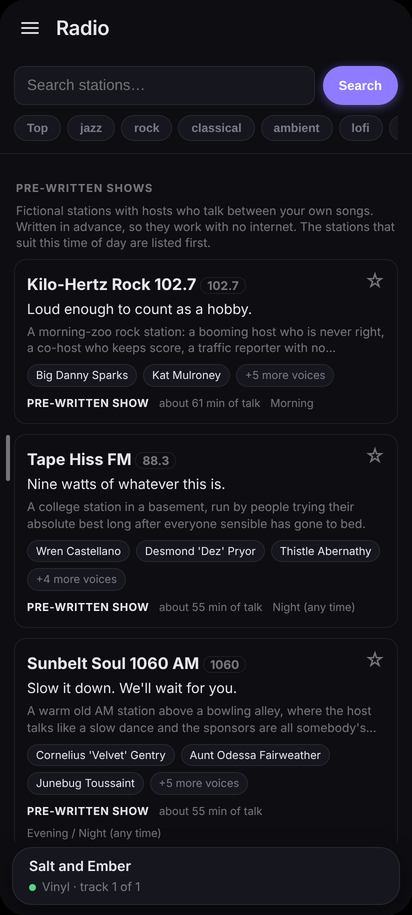 Radio
Search stations…
Search
Top
jazz
rock
classical
ambient
lofi
PRE-WRITTEN SHOWS
Fictional stations with hosts who talk between your own songs.
Written in advance, so they work with no internet. The stations that
suit this time of day are listed first.
Kilo-Hertz Rock 102.7 102.7
Loud enough to count as a hobby.
A morning-zoo rock station: a booming host who is never right,
a co-host who keeps score, a traffic reporter with no…
Big Danny Sparks Kat Mulroney +5 more voices
PRE-WRITTEN SHOW about 61 min of talk Morning
Tape Hiss FM 88.3
Nine watts of whatever this is.
A college station in a basement, run by people trying their
absolute best long after everyone sensible has gone to bed.
Wren Castellano Desmond 'Dez' Pryor Thistle Abernathy
+4 more voices
PRE-WRITTEN SHOW about 55 min of talk Night (any time)
Sunbelt Soul 1060 AM 1060
Slow it down. We'll wait for you.
A warm old AM station above a bowling alley, where the host
talks like a slow dance and the sponsors are all somebody's…
Cornelius 'Velvet' Gentry Aunt Odessa Fairweather
Junebug Toussaint +5 more voices
PRE-WRITTEN SHOW about 55 min of talk
Evening / Night (any time)
Salt and Ember
Vinyl · track 1 of 1